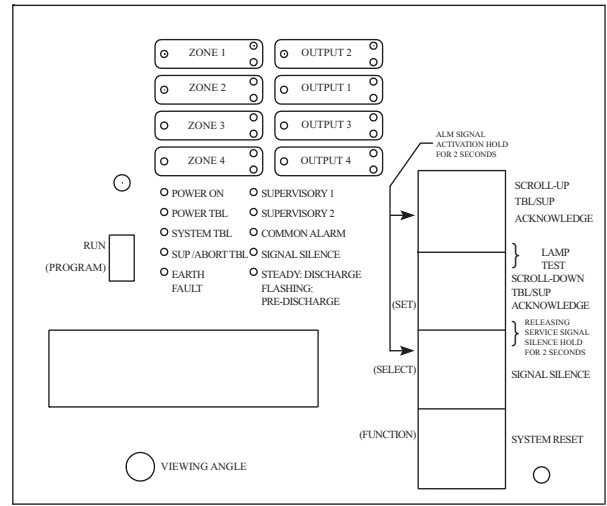 ZONE 1
OUTPUT 2
ZONE 2
OUTPUT 1
ZONE 3
OUTPUT 3
ZONE 4
OUTPUT 4
ALM SIGNAL
ACTIVATION HOLD
FOR 2 SECONDS
POWER ON
SUPERVISORY 1
POWER TBL
SUPERVISORY 2
SYSTEM TBL
COMMON ALARM
SUP /ABORT TBL
SIGNAL SILENCE
EARTH
FAULT
STEADY: DISCHARGE
FLASHING:
PRE-DISCHARGE
RUN
(PROGRAM)
SCROLL-UP
TBL/SUP
ACKNOWLEDGE
LAMP
TEST
(SET)
SCROLL-DOWN
TBL/SUP
ACKNOWLEDGE
RELEASING
SERVICE SIGNAL
SILENCE HOLD
FOR 2 SECONDS
(SELECT)
SIGNAL SILENCE
(FUNCTION)
SYSTEM RESET
VIEWING ANGLE